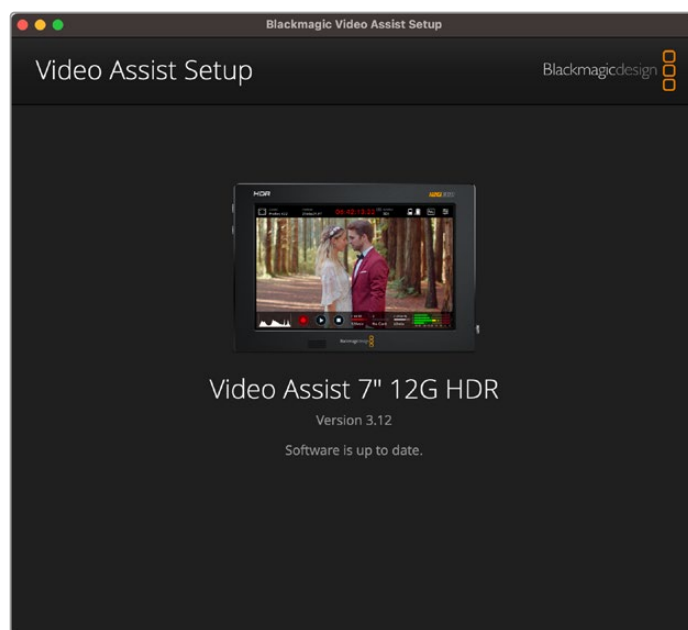 Blackmagic Video Assist Setup
Video Assist Setup
Blackmagicdesign
HDR
Blackmagicdesign
Video Assist 7" 12G HDR
Version 3.12
Software is up to date.